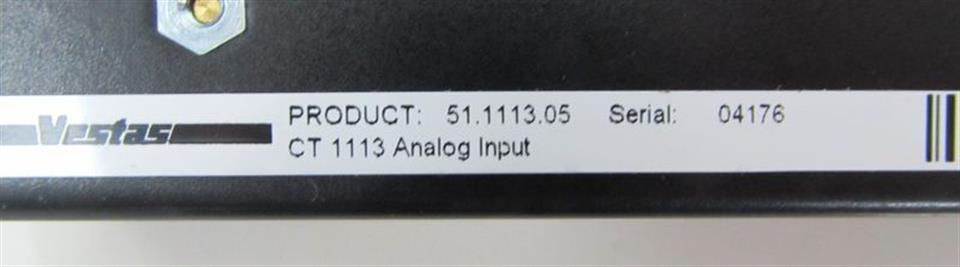 Vestas
PRODUCT: 51.1113.05 Serial: 04176
CT 1113 Analog Input